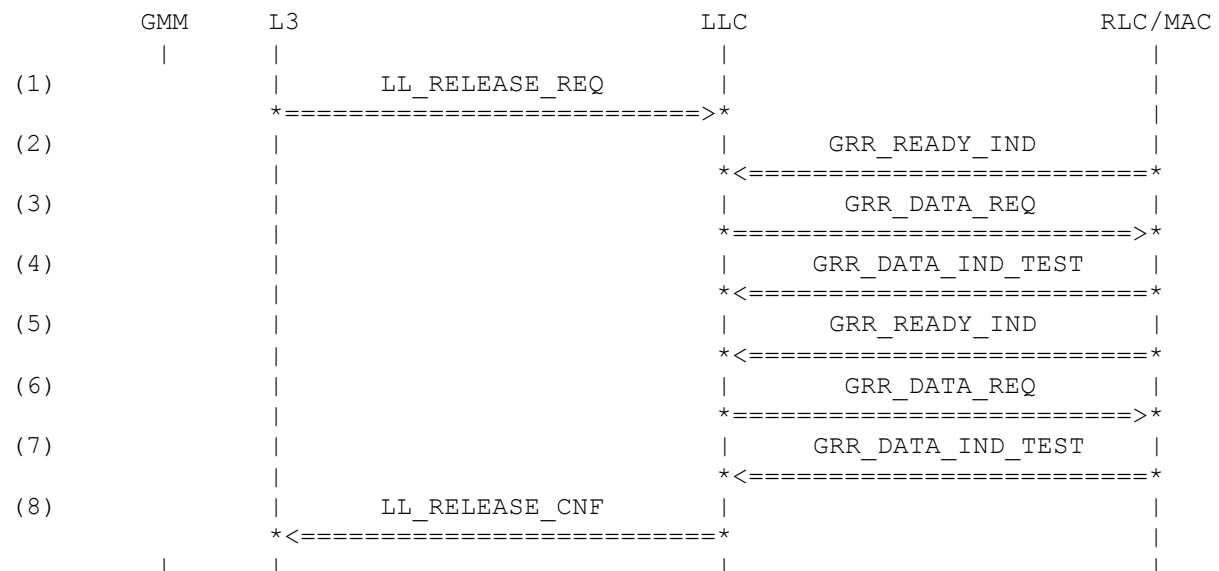 GMM L3 LLC RLC/MAC
| | | |
(1) | LL_RELEASE_REQ | |
*==========================>* |
(2) | | GRR_READY_IND |
| *<=========================*
(3) | | GRR_DATA_REQ |
| *=========================>*
(4) | | GRR_DATA_IND_TEST |
| *<=========================*
(5) | | GRR_READY_IND |
| *<=========================*
(6) | | GRR_DATA_REQ |
| *=========================>*
(7) | | GRR_DATA_IND_TEST |
| *<=========================*
(8) | LL_RELEASE_CNF | |
*<==========================* |
| | | |